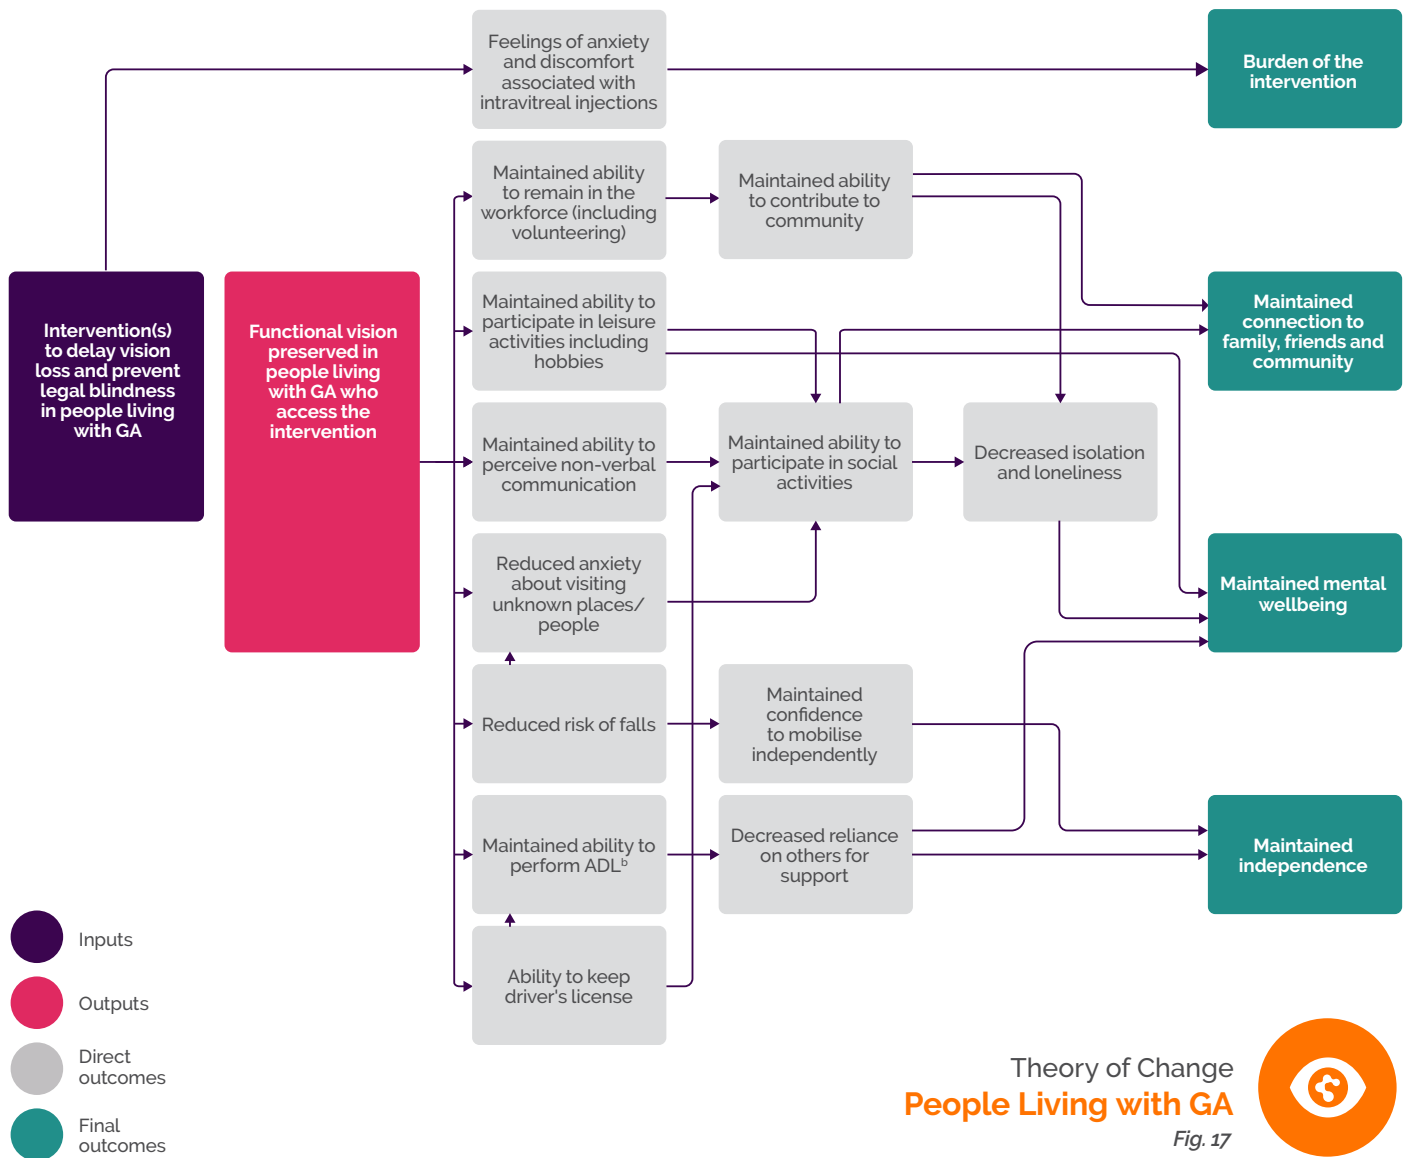 Feelings of anxiety
and discomfort
associated with
intravitreal injections
Burden of the
intervention
Maintained ability
to remain in the
workforce (including
volunteering)
Maintained ability
to contribute to
community
Intervention(s)
to delay vision
loss and prevent
legal blindness
in people living
with GA
Functional vision
preserved in
people living
with GA who
access the
intervention
Maintained ability to
participate in leisure
activities including
hobbies
Maintained
connection to
family, friends and
community
Maintained ability to
perceive non-verbal
communication
Maintained ability to
participate in social
activities
Decreased isolation
and loneliness
Reduced anxiety
about visiting
unknown places/
people
Maintained mental
wellbeing
Reduced risk of falls
Maintained
confidence
to mobilise
independently
Maintained ability to
perform ADLᵇ
Decreased reliance
on others for
support
Maintained
independence
Ability to keep
driver's license
Inputs
Outputs
Direct
outcomes
Final
outcomes
Theory of Change
People Living with GA
Fig. 17